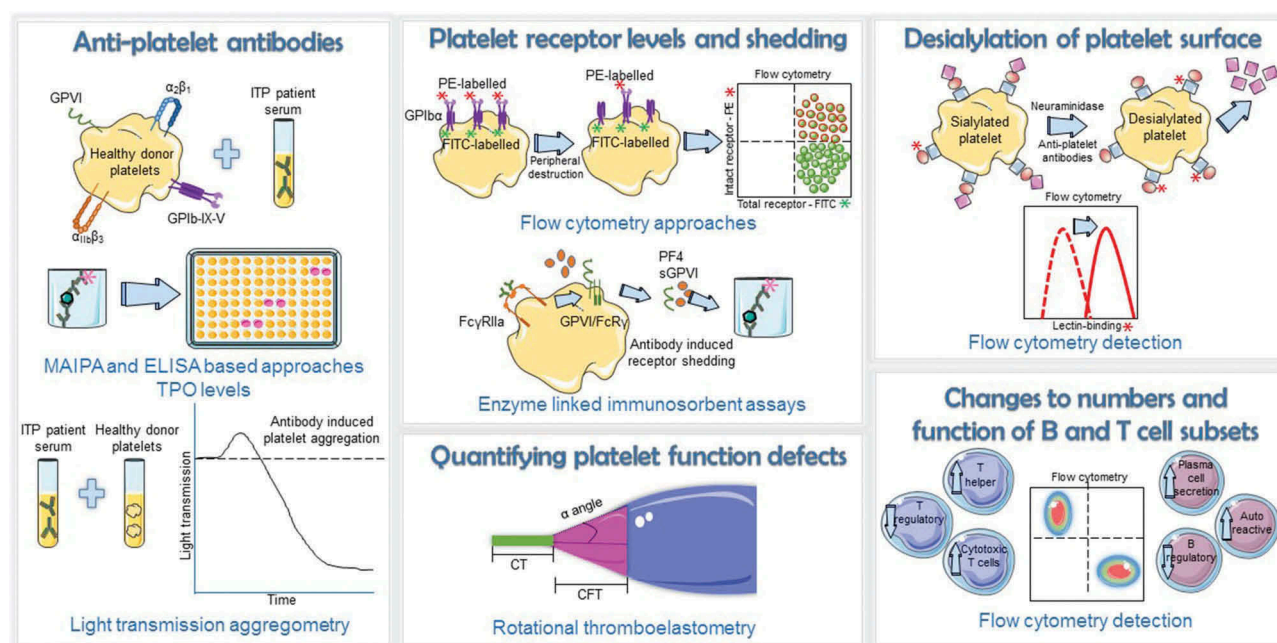 Anti-platelet antibodies
GPVI
α2β1
ITP patient
serum
Healthy donor
platelets
GPIb-IX-V
αIIbβ3
MAIPA and ELISA based approaches
TPO levels
ITP patient
serum
Healthy donor
platelets
Antibody induced
platelet aggregation
Light transmission
Time
Light transmission aggregometry
Platelet receptor levels and shedding
PE-labelled
GPIbα
FITC-labelled
Peripheral
destruction
PE-labelled
FITC-labelled
Flow cytometry
Intact receptor - PE *
Total receptor - FITC *
Flow cytometry approaches
FcγRIIa
GPVI/FcRγ
PF4
sGPVI
Antibody induced
receptor shedding
Enzyme linked immunosorbent assays
Quantifying platelet function defects
α angle
CT
CFT
Rotational thromboelastometry
Desialylation of platelet surface
Sialylated
platelet
Neuraminidase
Anti-platelet
antibodies
Desialylated
platelet
Flow cytometry
Lectin-binding *
Flow cytometry detection
Changes to numbers and
function of B and T cell subsets
T
helper
T
regulatory
Cytotoxic
T cells
Flow cytometry
Plasma
cell
secretion
Auto
reactive
B
regulatory
Flow cytometry detection